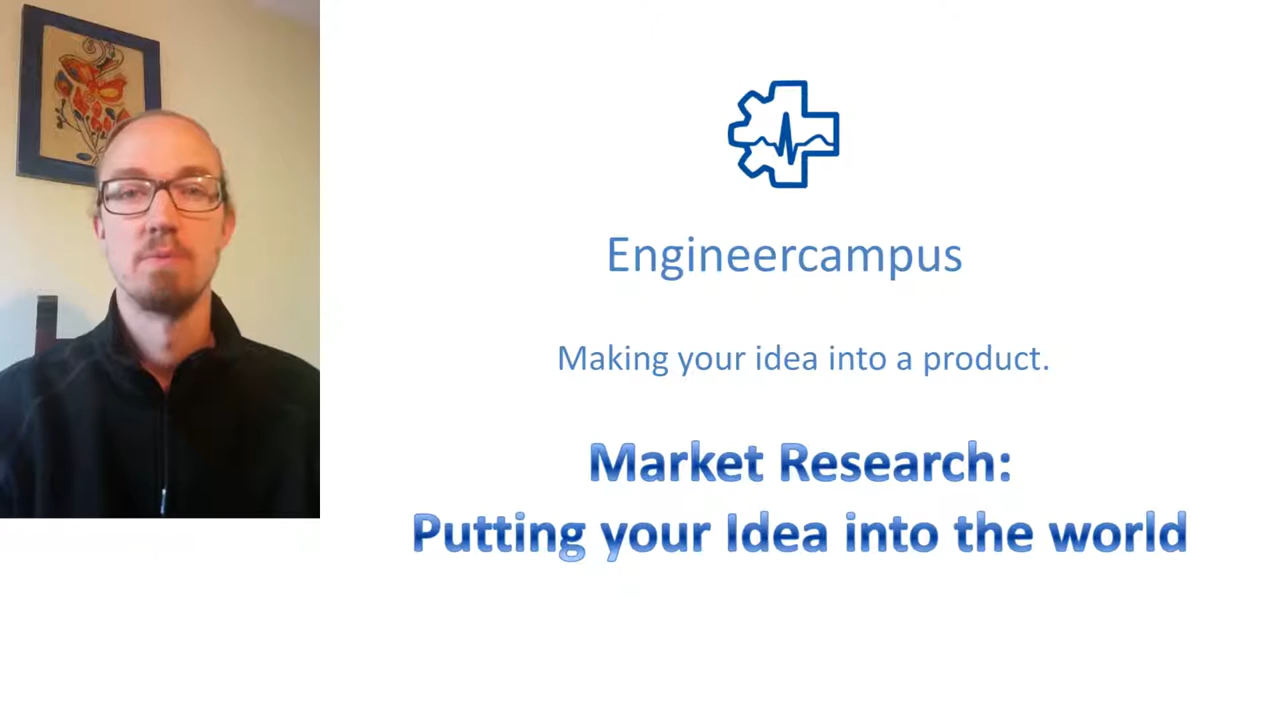 Engineercampus
Making your idea into a product.
Market Research:
Putting your Idea into the world